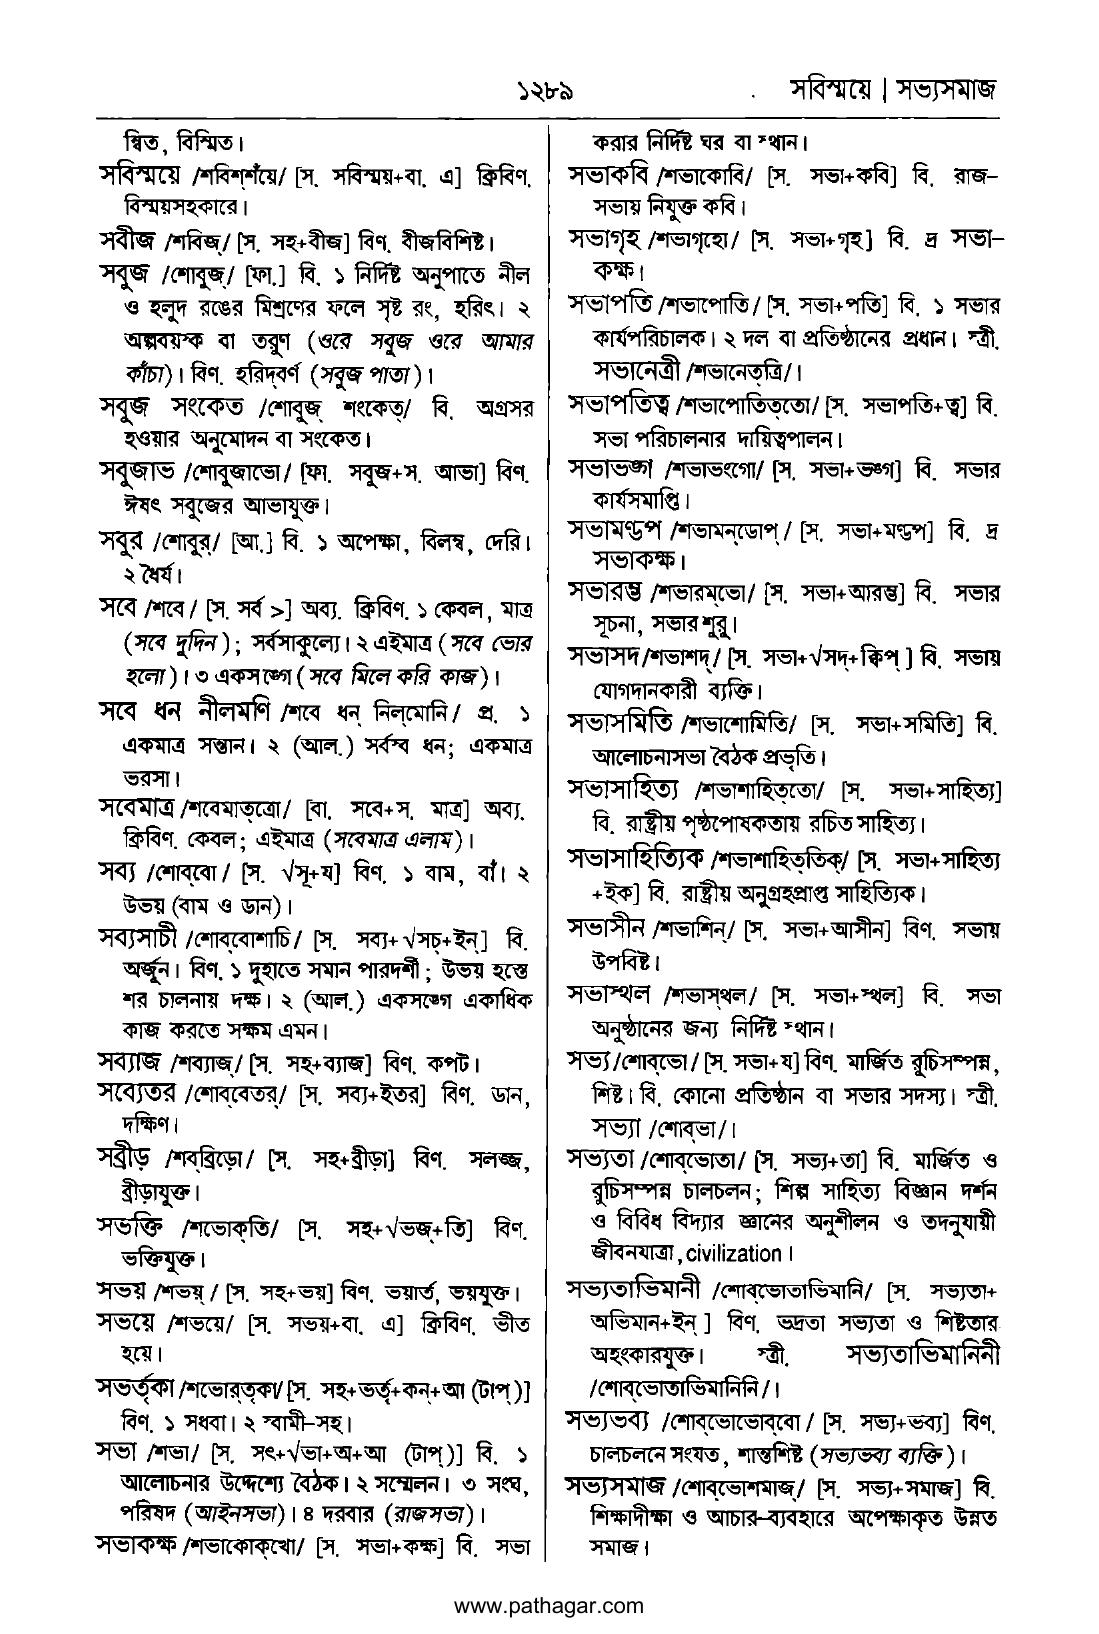 ১২৮৯
সবিস্ময়ে | সভ্যসমাজ
ন্বিত, বিস্মিত।
সবিস্ময়ে /শবিশ্শঁয়ে/ [স. সবিস্ময়+বা. এ] ক্রিবিণ.
বিস্ময়সহকারে।
সবীজ /শবিজ্/ [স. সহ+বীজ] বিণ. বীজবিশিষ্ট।
সবুজ /শোবুজ্/ [ফা.] বি. ১ নির্দিষ্ট অনুপাতে নীল
ও হলুদ রঙের মিশ্রণের ফলে সৃষ্ট রং, হরিৎ। ২
অল্পবয়স্ক বা তরুণ (ওরে সবুজ ওরে আমার
কাঁচা)। বিণ. হরিদ্বর্ণ (সবুজ পাতা)।
সবুজ সংকেত /শোবুজ্ শংকেত্/ বি. অগ্রসর
হওয়ার অনুমোদন বা সংকেত।
সবুজাভ /শোবুজাভো/ [ফা. সবুজ+স. আভা] বিণ.
ঈষৎ সবুজের আভাযুক্ত।
সবুর /শোবুর্/ [আ.] বি. ১ অপেক্ষা, বিলম্ব, দেরি।
২ ধৈর্য।
সবে /শবে/ [স. সর্ব >] অব্য. ক্রিবিণ. ১ কেবল, মাত্র
(সবে দুদিন); সর্বসাকুল্যে। ২ এইমাত্র (সবে ভোর
হলো)। ৩ একসঙ্গে (সবে মিলে করি কাজ)।
সবে ধন নীলমণি /শবে ধন্ নিল্মোনি/ প্র. ১
একমাত্র সন্তান। ২ (আল.) সর্বস্ব ধন; একমাত্র
ভরসা।
সবেমাত্র /শবেমাত্ত্রো/ [বা. সবে+স. মাত্র] অব্য.
ক্রিবিণ. কেবল; এইমাত্র (সবেমাত্র এলাম)।
সব্য /শোব্বো/ [স. √সূ+য] বিণ. ১ বাম, বাঁ। ২
উভয় (বাম ও ডান)।
সব্যসাচী /শোব্বোশাচি/ [স. সব্য+√সচ্+ইন্] বি.
অর্জুন। বিণ. ১ দুহাতে সমান পারদর্শী; উভয় হস্তে
শর চালনায় দক্ষ। ২ (আল.) একসঙ্গে একাধিক
কাজ করতে সক্ষম এমন।
সব্যাজ /শব্যাজ্/ [স. সহ+ব্যাজ] বিণ. কপট।
সব্যেতর /শোব্বেতর্/ [স. সব্য+ইতর] বিণ. ডান,
দক্ষিণ।
সব্রীড় /শব্ব্রিড়ো/ [স. সহ+ব্রীড়া] বিণ. সলজ্জ,
ব্রীড়াযুক্ত।
সভক্তি /শভোক্তি/ [স. সহ+√ভজ্+তি] বিণ.
ভক্তিযুক্ত।
সভয় /শভয়্/ [স. সহ+ভয়] বিণ. ভয়ার্ত, ভয়যুক্ত।
সভয়ে /শভয়ে/ [স. সভয়+বা. এ] ক্রিবিণ. ভীত
হয়ে।
সভর্তৃকা /শভোর্ত্তৃকা/ [স. সহ+ভর্তৃ+কন্+আ (টাপ্)]
বিণ. ১ সধবা। ২ স্বামী-সহ।
সভা /শভা/ [স. সৎ+√ভা+অ+আ (টাপ্)] বি. ১
আলোচনার উদ্দেশ্যে বৈঠক। ২ সম্মেলন। ৩ সংঘ,
পরিষদ (আইনসভা)। ৪ দরবার (রাজসভা)।
সভাকক্ষ /শভাকোক্খো/ [স. সভা+কক্ষ] বি. সভা
করার নির্দিষ্ট ঘর বা স্থান।
সভাকবি /শভাকোবি/ [স. সভা+কবি] বি. রাজ-
সভায় নিযুক্ত কবি।
সভাগৃহ /শভাগৃহো/ [স. সভা+গৃহ] বি. দ্র সভা-
কক্ষ।
সভাপতি /শভাপোতি/ [স. সভা+পতি] বি. ১ সভার
কার্যপরিচালক। ২ দল বা প্রতিষ্ঠানের প্রধান। স্ত্রী.
সভানেত্রী /শভানেত্ত্রি/।
সভাপতিত্ব /শভাপোতিত্তো/ [স. সভাপতি+ত্ব] বি.
সভা পরিচালনার দায়িত্বপালন।
সভাভঙ্গ /শভাভংগো/ [স. সভা+ভঙ্গ] বি. সভার
কার্যসমাপ্তি।
সভামণ্ডপ /শভামন্ডোপ্/ [স. সভা+মণ্ডপ] বি. দ্র
সভাকক্ষ।
সভারম্ভ /শভারম্ভো/ [স. সভা+আরম্ভ] বি. সভার
সূচনা, সভার শুরু।
সভাসদ /শভাশদ্/ [স. সভা+√সদ্+ক্বিপ্] বি. সভায়
যোগদানকারী ব্যক্তি।
সভাসমিতি /শভাশোমিতি/ [স. সভা+সমিতি] বি.
আলোচনাসভা বৈঠক প্রভৃতি।
সভাসাহিত্য /শভাশাহিত্তো/ [স. সভা+সাহিত্য]
বি. রাষ্ট্রীয় পৃষ্ঠপোষকতায় রচিত সাহিত্য।
সভাসাহিত্যিক /শভাশাহিত্তিক্/ [স. সভা+সাহিত্য
+ইক] বি. রাষ্ট্রীয় অনুগ্রহপ্রাপ্ত সাহিত্যিক।
সভাসীন /শভাশিন্/ [স. সভা+আসীন] বিণ. সভায়
উপবিষ্ট।
সভাস্থল /শভাস্থল/ [স. সভা+স্থল] বি. সভা
অনুষ্ঠানের জন্য নির্দিষ্ট স্থান।
সভ্য /শোব্ভো/ [স. সভা+য] বিণ. মার্জিত রুচিসম্পন্ন,
শিষ্ট। বি. কোনো প্রতিষ্ঠান বা সভার সদস্য। স্ত্রী.
সভ্যা /শোব্ভা/।
সভ্যতা /শোব্ভোতা/ [স. সভ্য+তা] বি. মার্জিত ও
রুচিসম্পন্ন চালচলন; শিল্প সাহিত্য বিজ্ঞান দর্শন
ও বিবিধ বিদ্যার জ্ঞানের অনুশীলন ও তদনুযায়ী
জীবনযাত্রা, civilization।
সভ্যতাভিমানী /শোব্ভোতাভিমানি/ [স. সভ্যতা+
অভিমান+ইন্] বিণ. ভদ্রতা সভ্যতা ও শিষ্টতার
অহংকারযুক্ত। স্ত্রী. সভ্যতাভিমানিনী
/শোব্ভোতাভিমানিনি/।
সভ্যভব্য /শোব্ভোভোব্বো/ [স. সভ্য+ভব্য] বিণ.
চালচলনে সংযত, শান্তশিষ্ট (সভ্যভব্য ব্যক্তি)।
সভ্যসমাজ /শোব্ভোশমাজ্/ [স. সভ্য+সমাজ] বি.
শিক্ষাদীক্ষা ও আচার-ব্যবহারে অপেক্ষাকৃত উন্নত
সমাজ।
www.pathagar.com